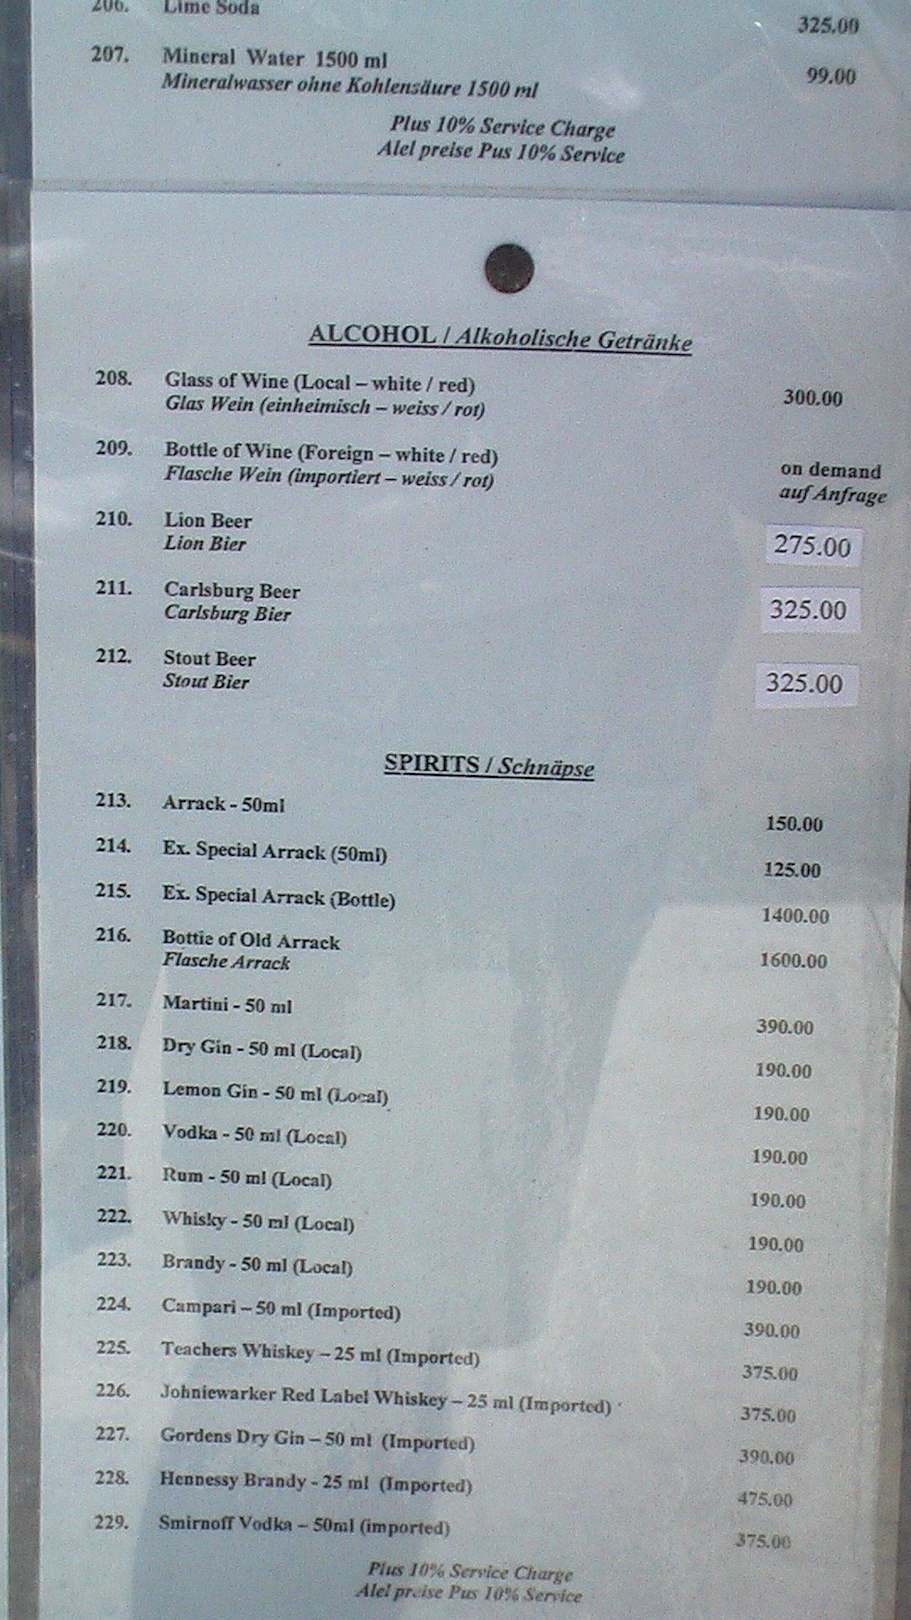 206. Lime Soda 325.00
207. Mineral Water 1500 ml 99.00
Mineralwasser ohne Kohlensäure 1500 ml
Plus 10% Service Charge
Alel preise Pus 10% Service
ALCOHOL / Alkoholische Getränke
208. Glass of Wine (Local – white / red) 300.00
Glas Wein (einheimisch – weiss / rot)
209. Bottle of Wine (Foreign – white / red) on demand
Flasche Wein (importiert – weiss / rot) auf Anfrage
210. Lion Beer 275.00
Lion Bier
211. Carlsburg Beer 325.00
Carlsburg Bier
212. Stout Beer 325.00
Stout Bier
SPIRITS / Schnäpse
213. Arrack - 50ml 150.00
214. Ex. Special Arrack (50ml) 125.00
215. Ex. Special Arrack (Bottle) 1400.00
216. Bottle of Old Arrack 1600.00
Flasche Arrack
217. Martini - 50 ml 390.00
218. Dry Gin - 50 ml (Local) 190.00
219. Lemon Gin - 50 ml (Local) 190.00
220. Vodka - 50 ml (Local) 190.00
221. Rum - 50 ml (Local) 190.00
222. Whisky - 50 ml (Local) 190.00
223. Brandy - 50 ml (Local) 190.00
224. Campari – 50 ml (Imported) 390.00
225. Teachers Whiskey – 25 ml (Imported) 375.00
226. Johniewarker Red Label Whiskey – 25 ml (Imported) 375.00
227. Gordens Dry Gin – 50 ml (Imported) 390.00
228. Hennessy Brandy - 25 ml (Imported) 475.00
229. Smirnoff Vodka – 50ml (imported) 375.00
Plus 10% Service Charge
Alel preise Pus 10% Service